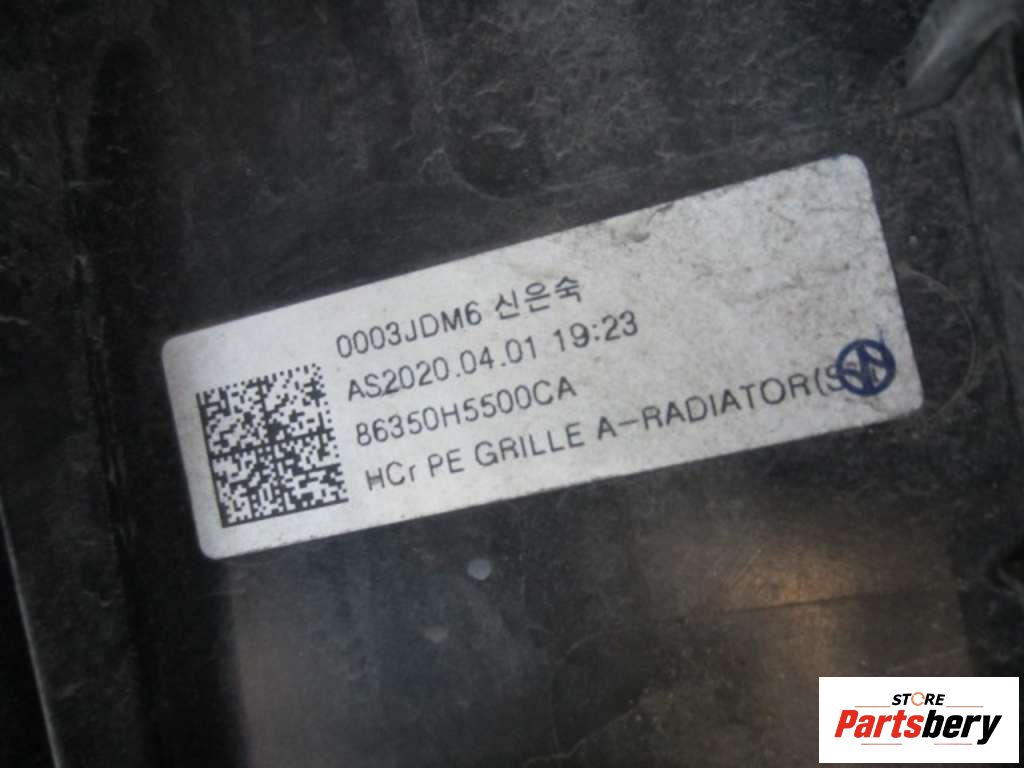 0003JDM6 신은숙
AS2020.04.01 19:23
86350H5500CA
HCr PE GRILLE A-RADIATOR(S
STORE
Partsbery